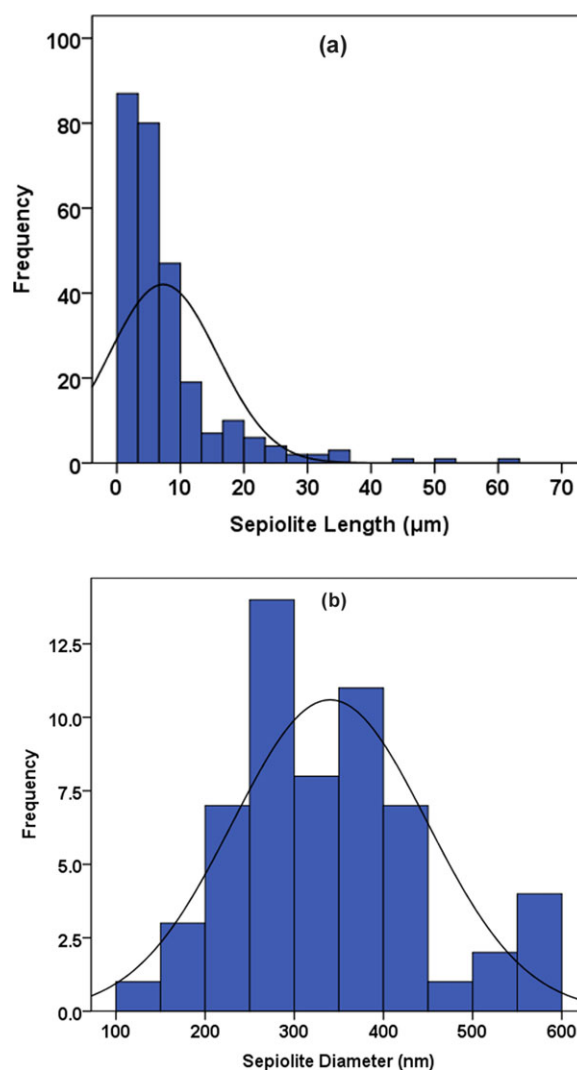 (a)
100
80
60
40
20
0
Frequency
0 10 20 30 40 50 60 70
Sepiolite Length (µm)
(b)
12.5
10.0
7.5
5.0
2.5
0.0
Frequency
100 200 300 400 500 600
Sepiolite Diameter (nm)